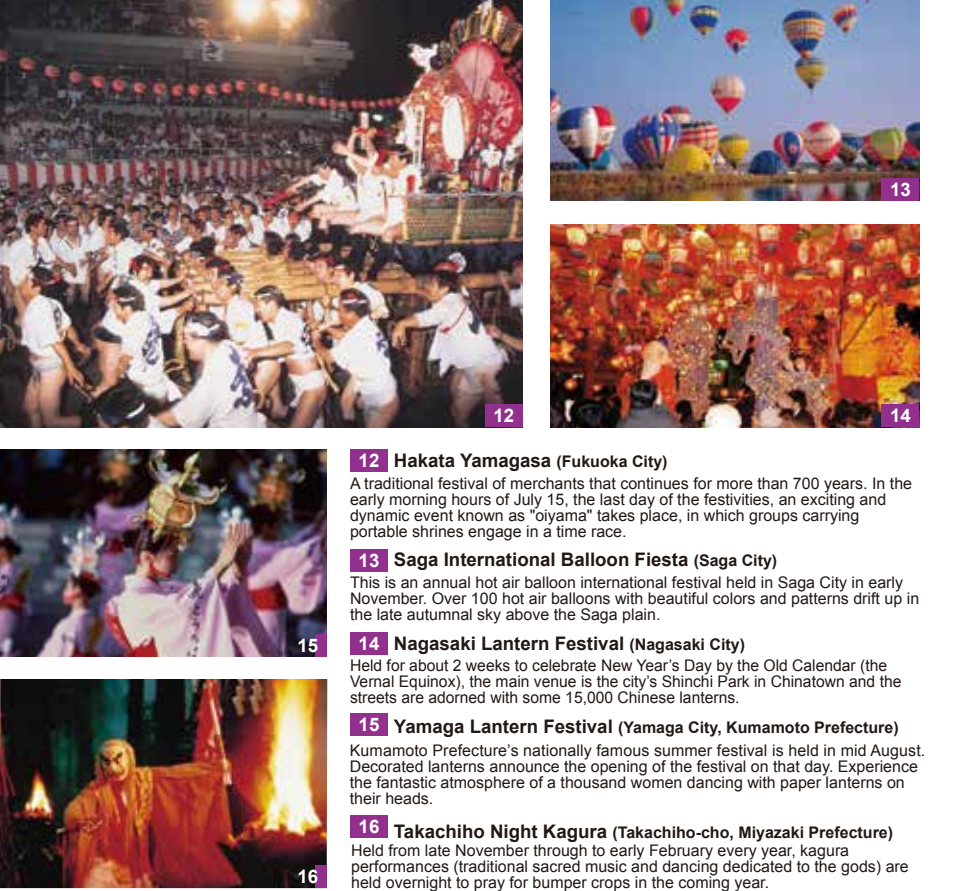 13
12
14
15
16
12 Hakata Yamagasa (Fukuoka City)
A traditional festival of merchants that continues for more than 700 years. In the
early morning hours of July 15, the last day of the festivities, an exciting and
dynamic event known as "oiyama" takes place, in which groups carrying
portable shrines engage in a time race.
13 Saga International Balloon Fiesta (Saga City)
This is an annual hot air balloon international festival held in Saga City in early
November. Over 100 hot air balloons with beautiful colors and patterns drift up in
the late autumnal sky above the Saga plain.
14 Nagasaki Lantern Festival (Nagasaki City)
Held for about 2 weeks to celebrate New Year's Day by the Old Calendar (the
Vernal Equinox), the main venue is the city's Shinchi Park in Chinatown and the
streets are adorned with some 15,000 Chinese lanterns.
15 Yamaga Lantern Festival (Yamaga City, Kumamoto Prefecture)
Kumamoto Prefecture's nationally famous summer festival is held in mid August.
Decorated lanterns announce the opening of the festival on that day. Experience
the fantastic atmosphere of a thousand women dancing with paper lanterns on
their heads.
16 Takachiho Night Kagura (Takachiho-cho, Miyazaki Prefecture)
Held from late November through to early February every year, kagura
performances (traditional sacred music and dancing dedicated to the gods) are
held overnight to pray for bumper crops in the coming year.